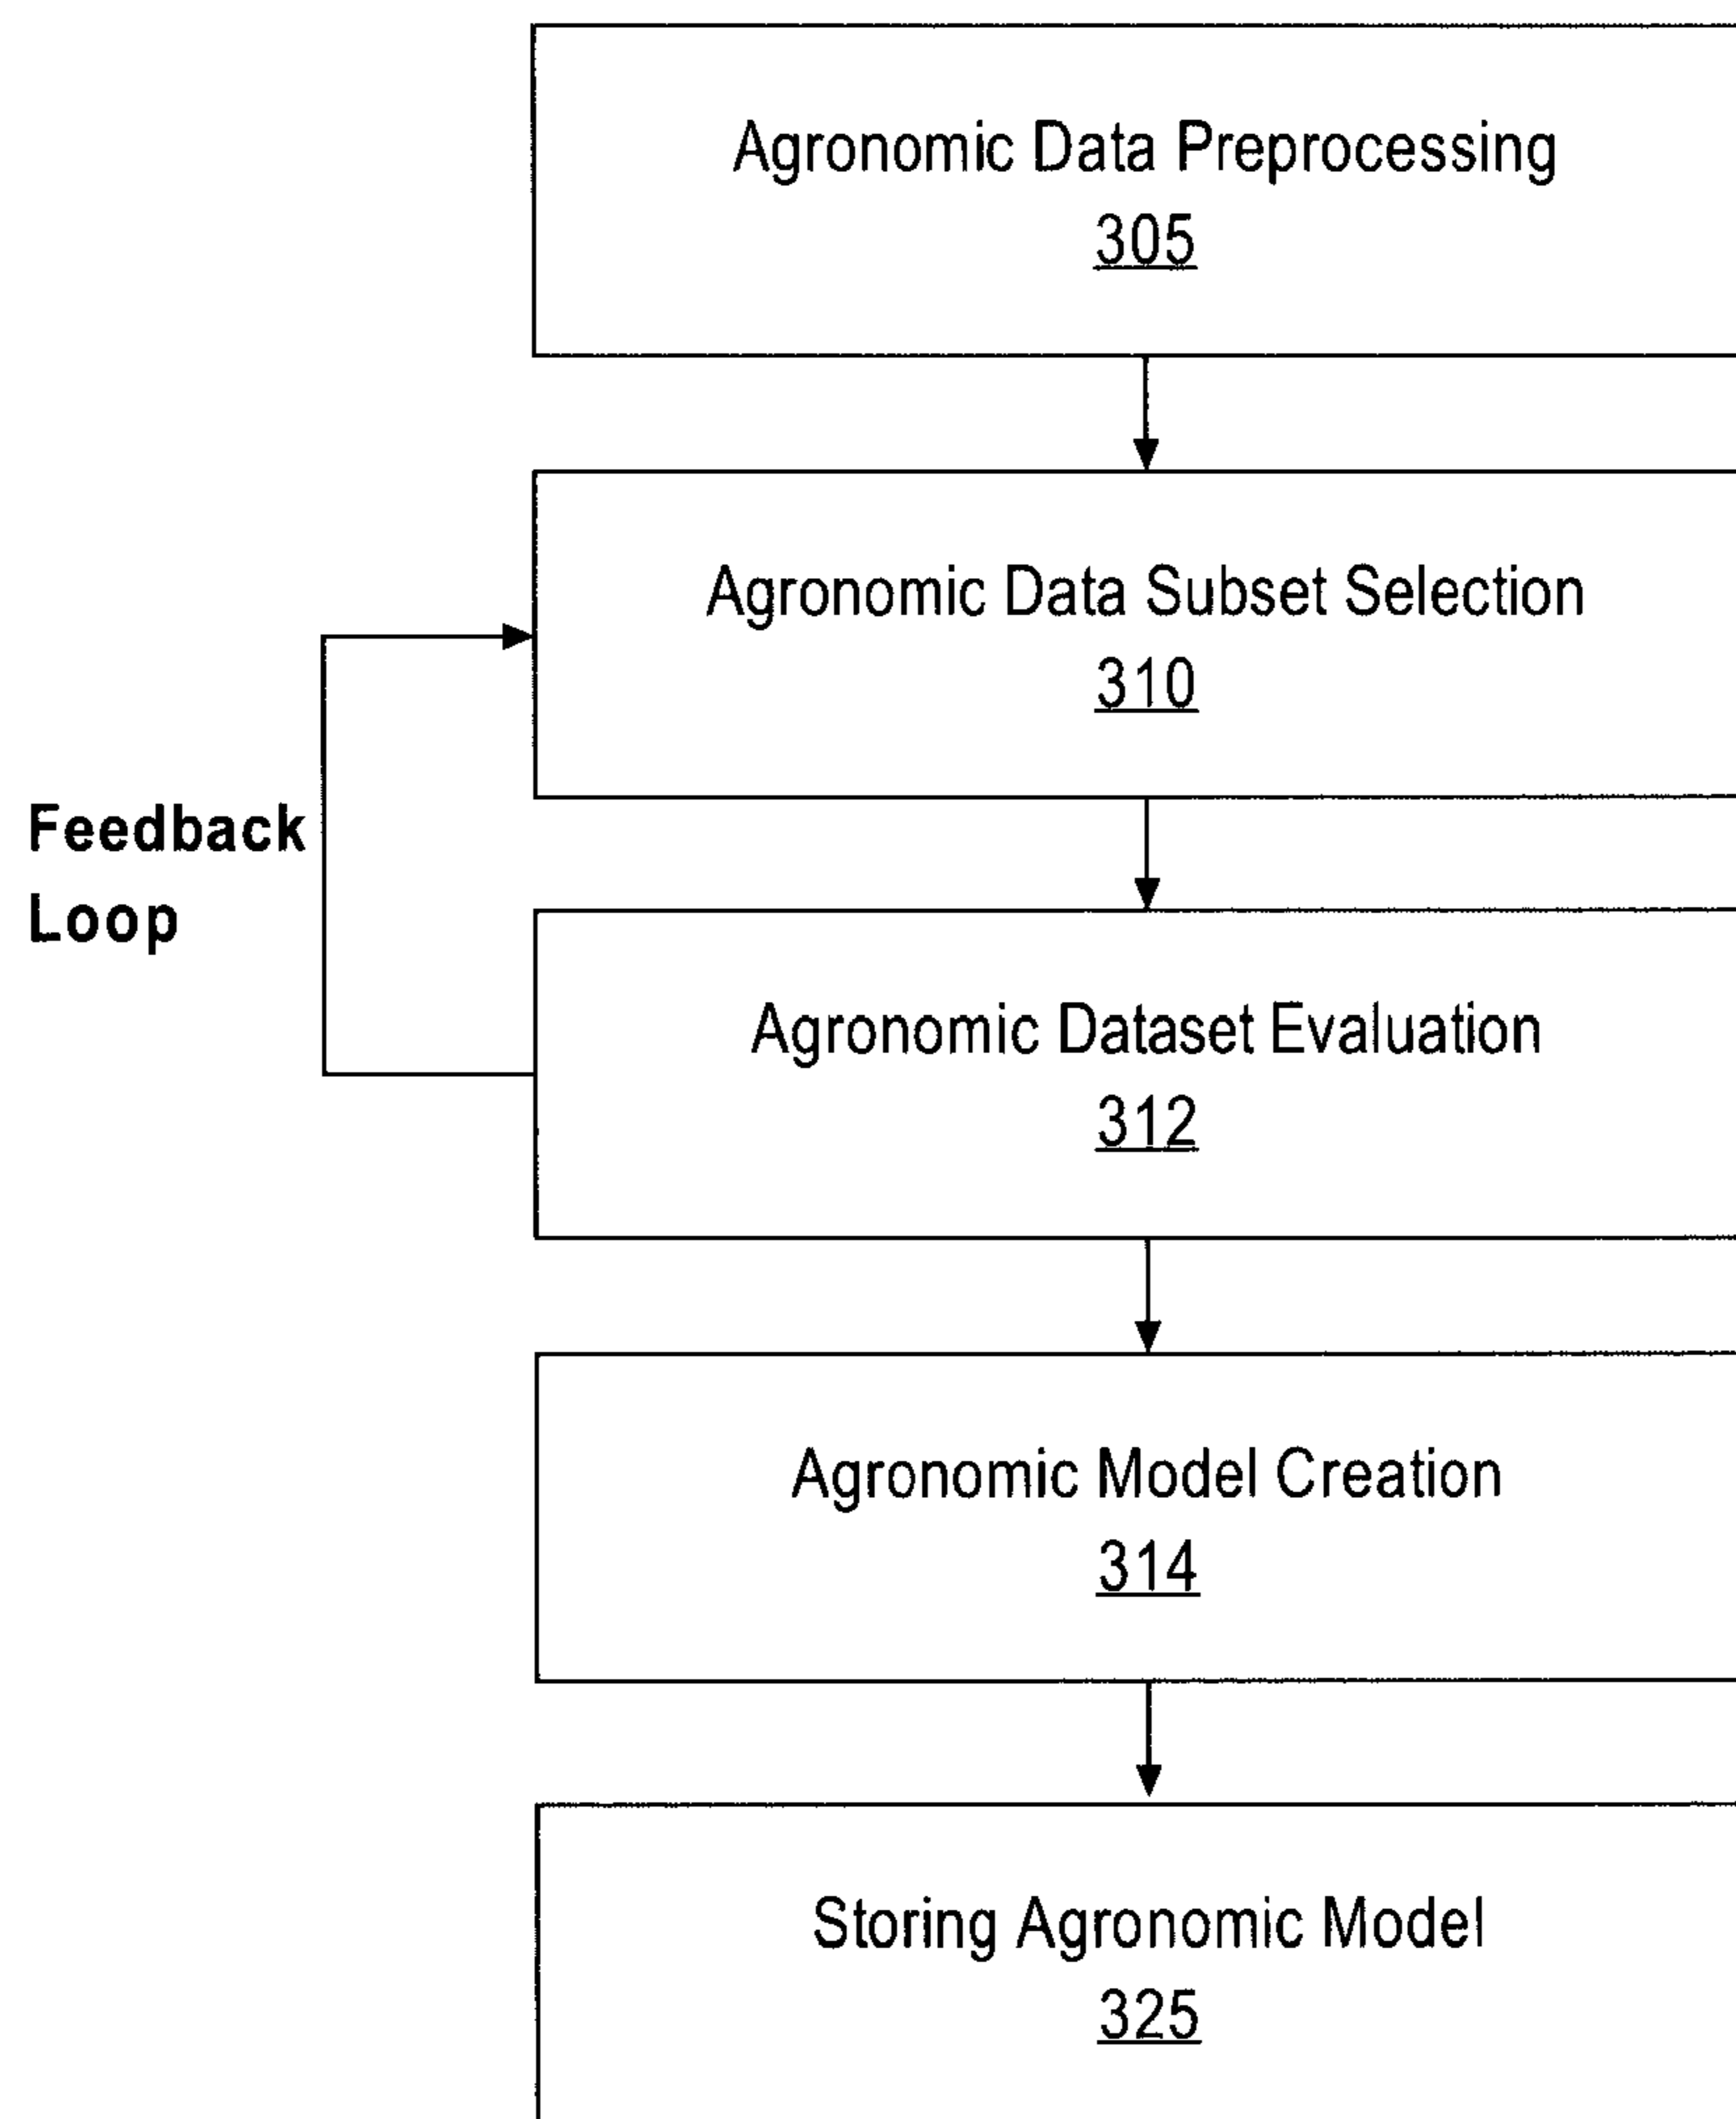 Agronomic Data Preprocessing
305
Agronomic Data Subset Selection
310
Feedback
Loop
Agronomic Dataset Evaluation
312
Agronomic Model Creation
314
Storing Agronomic Model
325